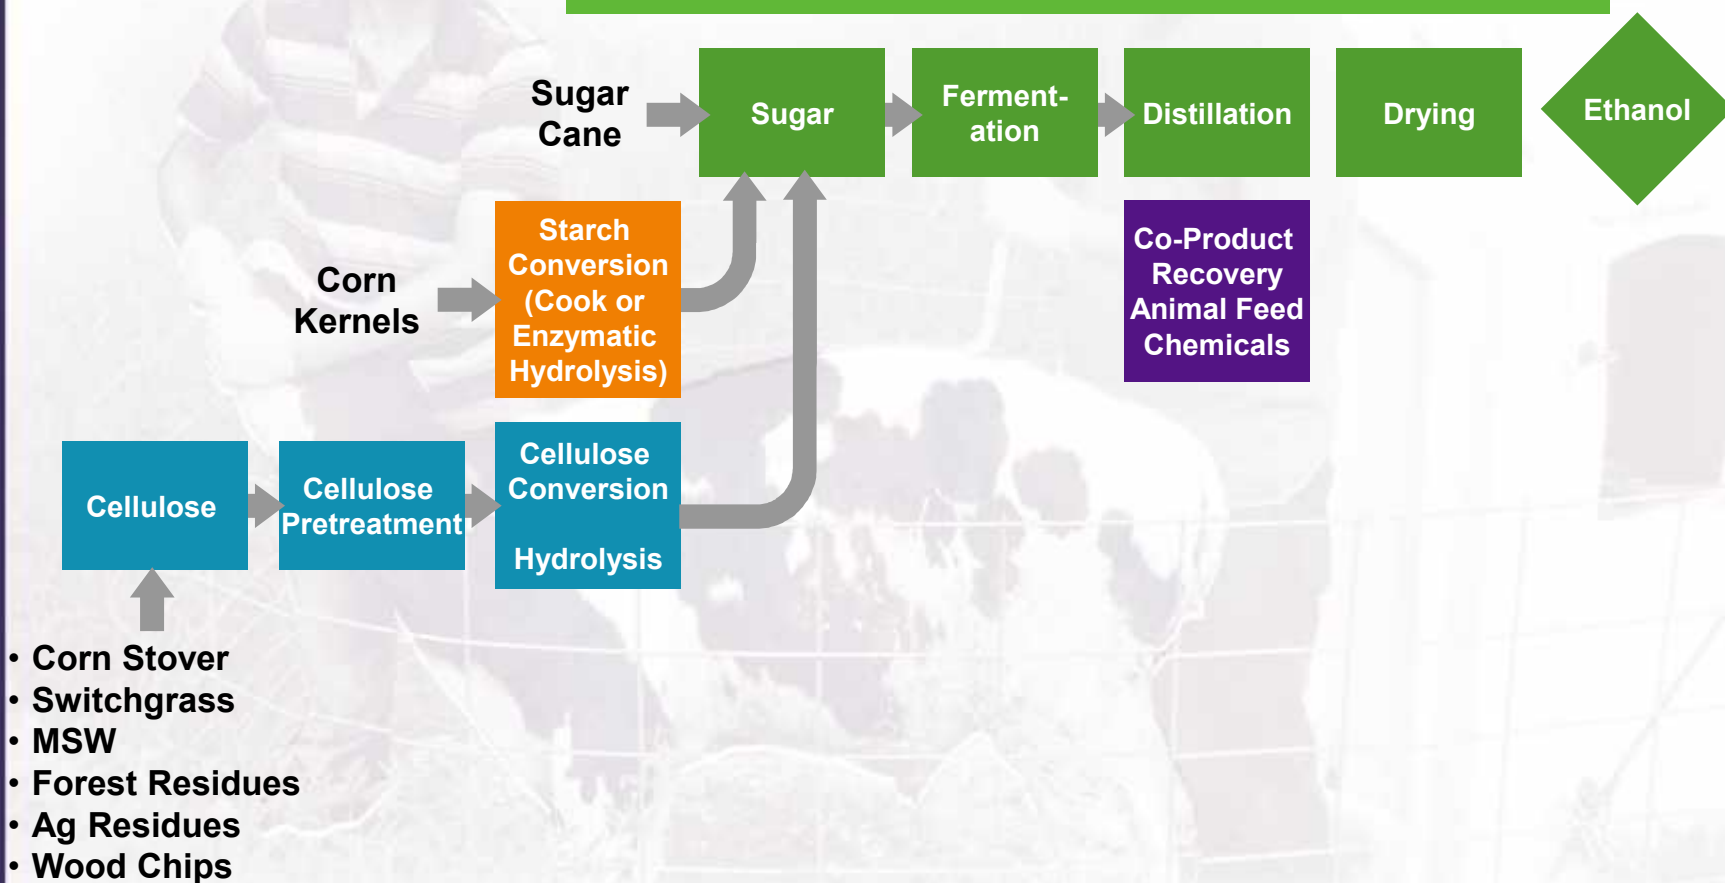 Sugar
Cane
Sugar
Ferment-
ation
Distillation
Drying
Ethanol
Corn
Kernels
Starch
Conversion
(Cook or
Enzymatic
Hydrolysis)
Co-Product
Recovery
Animal Feed
Chemicals
Cellulose
Cellulose
Pretreatment
Cellulose
Conversion
Hydrolysis
• Corn Stover
• Switchgrass
• MSW
• Forest Residues
• Ag Residues
• Wood Chips